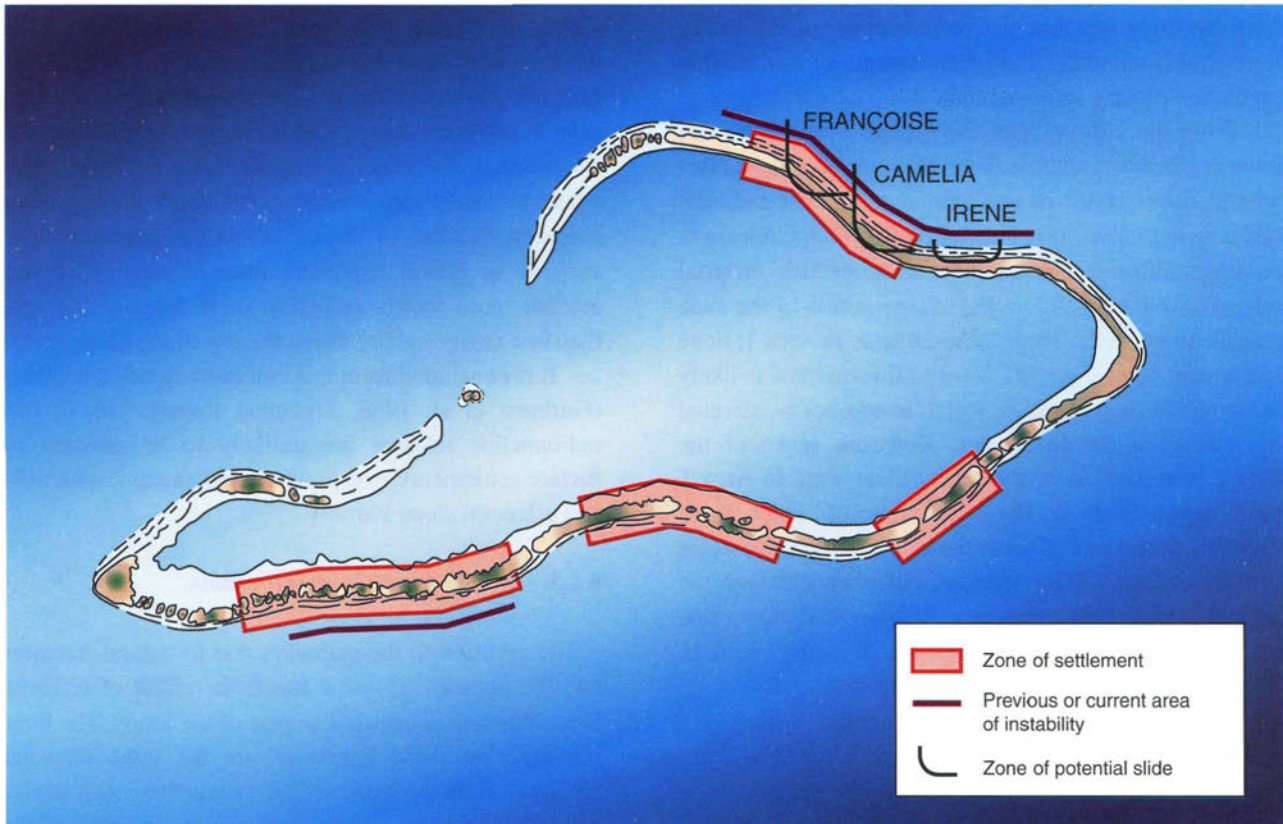 FRANÇOISE
CAMELIA
IRENE
Zone of settlement
Previous or current area
of instability
Zone of potential slide